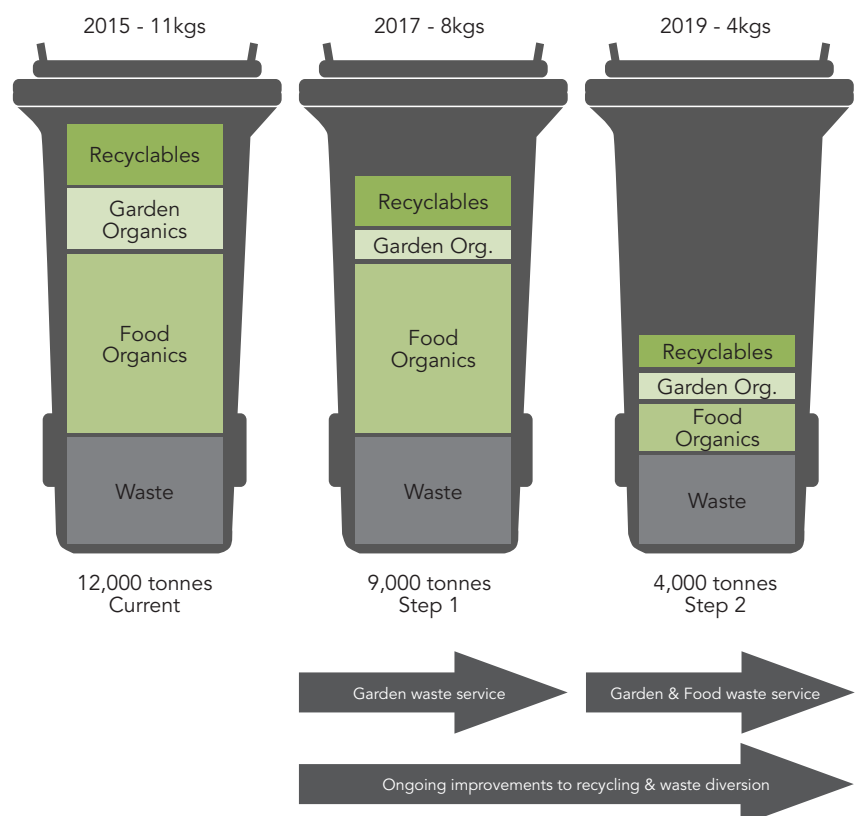 2015 - 11kgs
Recyclables
Garden
Organics
Food
Organics
Waste
12,000 tonnes
Current
2017 - 8kgs
Recyclables
Garden Org.
Food
Organics
Waste
9,000 tonnes
Step 1
2019 - 4kgs
Recyclables
Garden Org.
Food
Organics
Waste
4,000 tonnes
Step 2
Garden waste service
Garden & Food waste service
Ongoing improvements to recycling & waste diversion